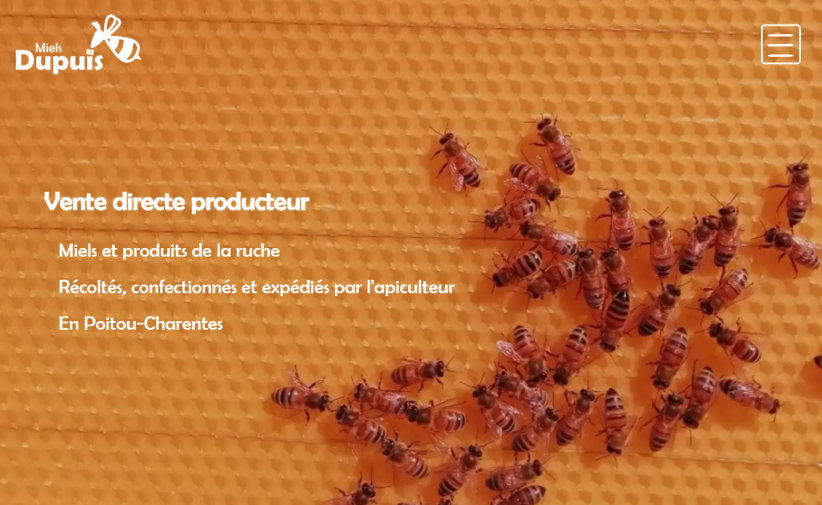 Miels
Dupuis
Vente directe producteur
Miels et produits de la ruche
Récoltés, confectionnés et expédiés par l'apiculteur
En Poitou-Charentes